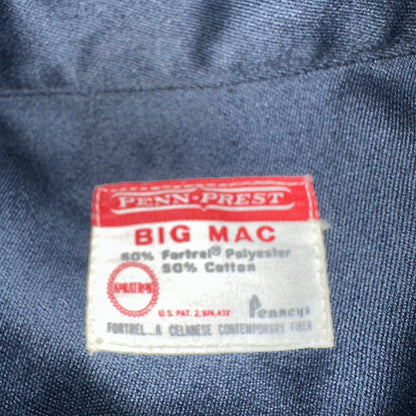 PENN-PREST
BIG MAC
50% Fortrel® Polyester
50% Cotton
U.S. PAT. 2,974,432
Penneys
FORTREL...A CELANESE CONTEMPORARY FIBER